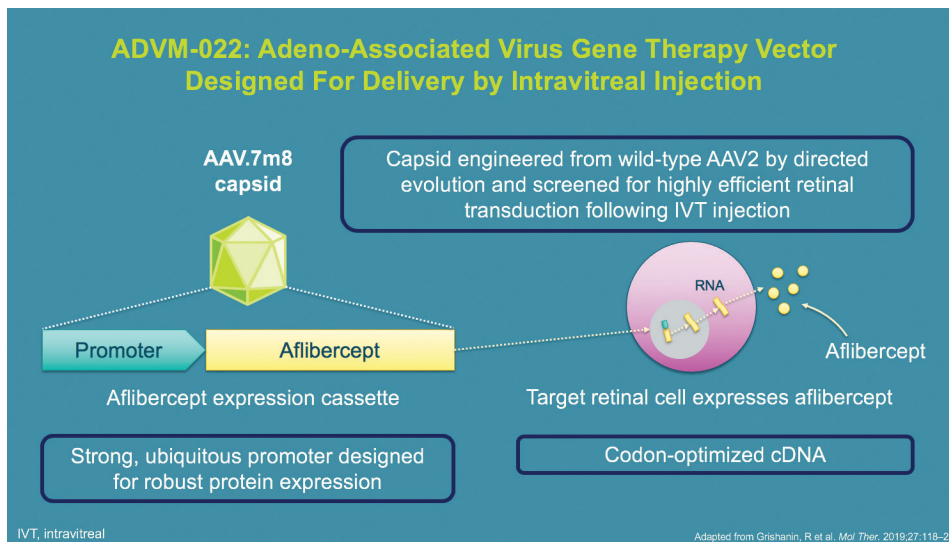 ADVM-022: Adeno-Associated Virus Gene Therapy Vector
Designed For Delivery by Intravitreal Injection
AAV.7m8
capsid
Capsid engineered from wild-type AAV2 by directed
evolution and screened for highly efficient retinal
transduction following IVT injection
RNA
Promoter
Aflibercept
Aflibercept
Aflibercept expression cassette
Target retinal cell expresses aflibercept
Strong, ubiquitous promoter designed
for robust protein expression
Codon-optimized cDNA
IVT, intravitreal
Adapted from Grishanin, R et al. Mol Ther. 2019;27:118–2